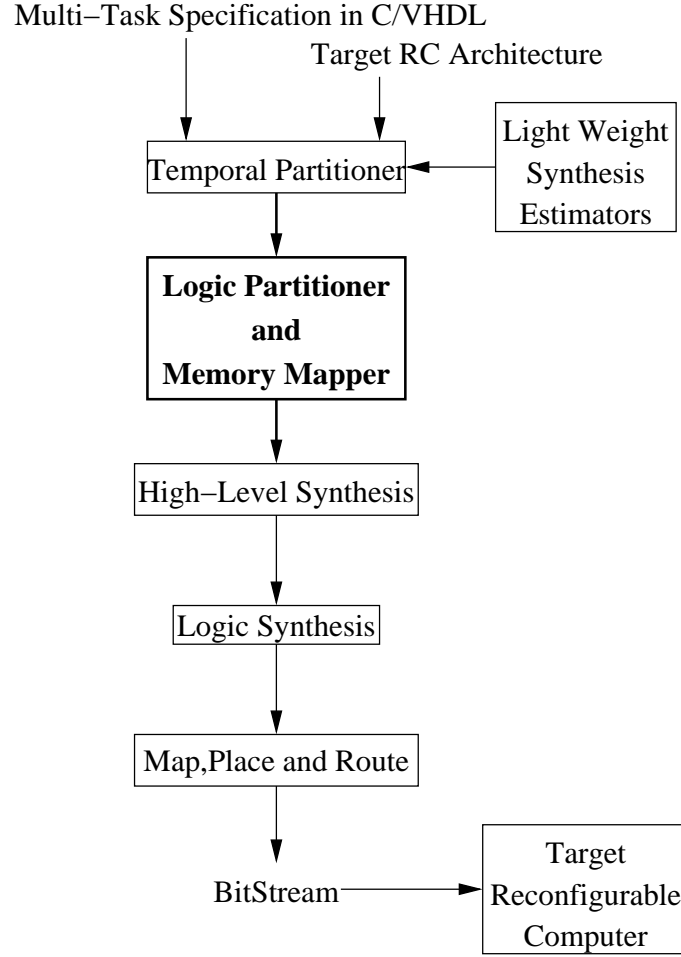 Multi−Task Specification in C/VHDL
Target RC Architecture
Light Weight
Synthesis
Estimators
Temporal Partitioner
Logic Partitioner
and
Memory Mapper
High−Level Synthesis
Logic Synthesis
Map,Place and Route
BitStream
Target
Reconfigurable
Computer